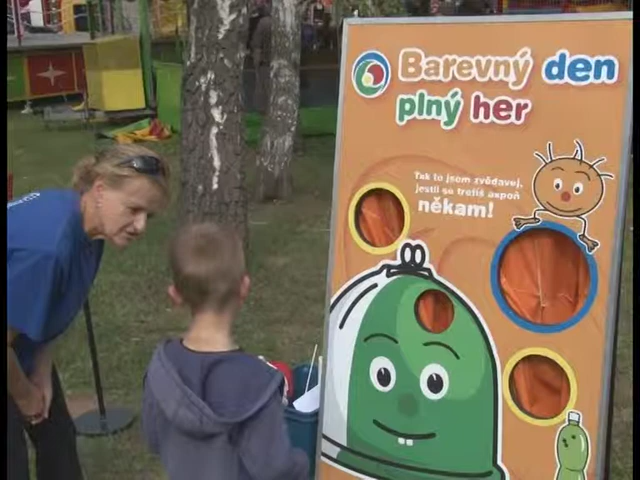 Barevný den
plný her
Tak to jsem zvědavej,
jestli se trefíš aspoň
někam!